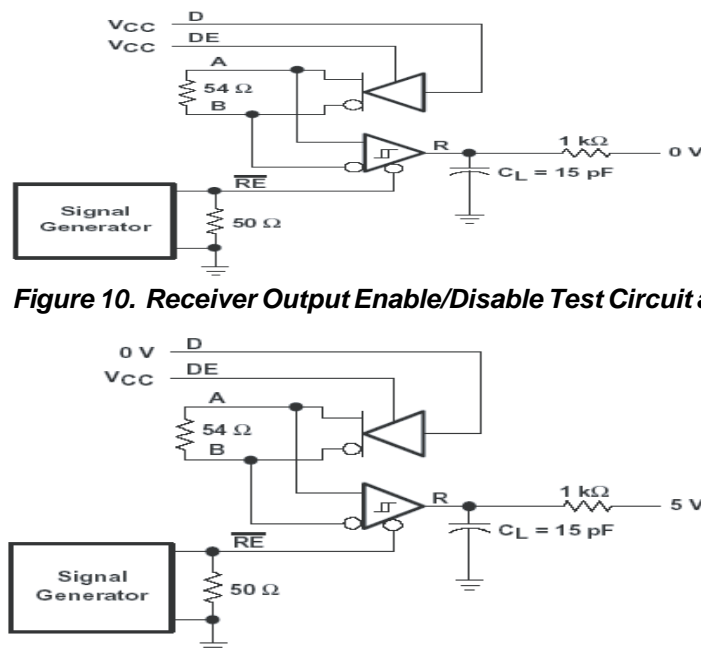 VCC D
VCC DE
A
54 Ω
B
R 1 kΩ 0 V
CL = 15 pF
RE
Signal
Generator
50 Ω
Figure 10. Receiver Output Enable/Disable Test Circuit a
0 V D
VCC DE
A
54 Ω
B
R 1 kΩ 5 V
CL = 15 pF
RE
Signal
Generator
50 Ω